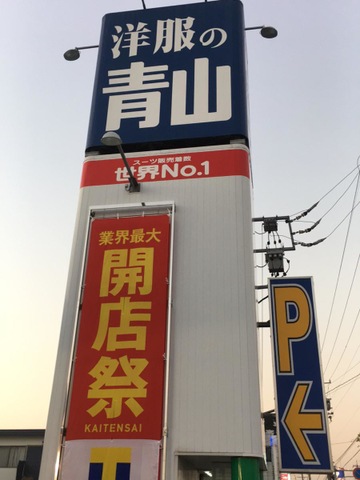 洋服の
青山
スーツ販売着数
世界No.1
業界最大
開店祭
KAITENSAI
P
←